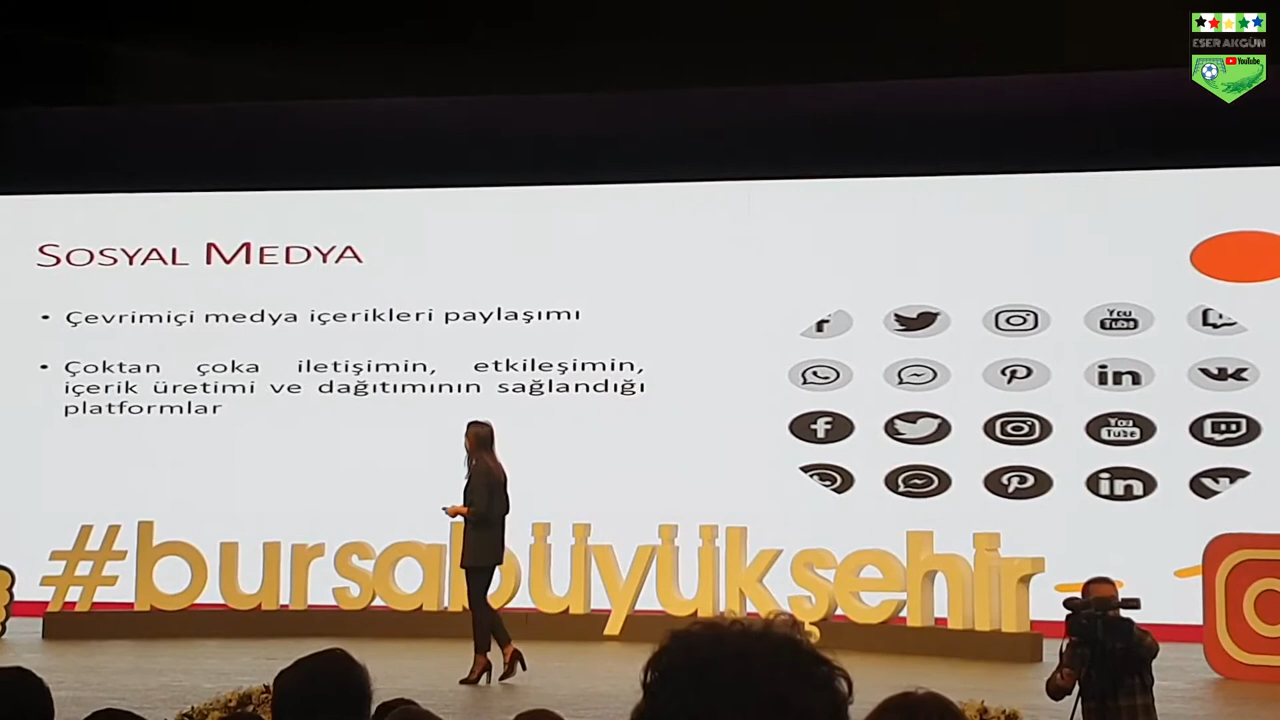 ESER AKGÜN
YouTube
SOSYAL MEDYA
• Çevrimiçi medya içerikleri paylaşımı
• Çoktan çoka iletişimin, etkileşimin,
içerik üretimi ve dağıtımının sağlandığı
platformlar
You
Tube
in
You
Tube
in
#bursabüyükşehir